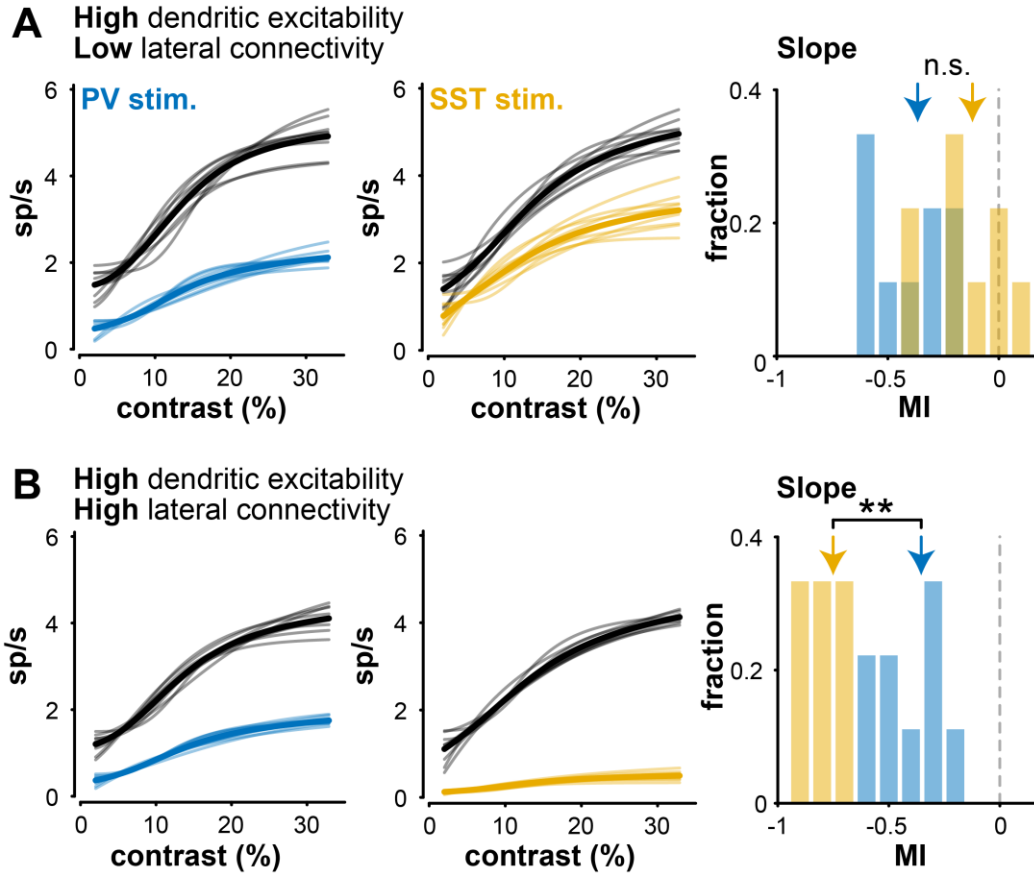 A
High dendritic excitability
Low lateral connectivity
PV stim.
6
4
2
0
sp/s
10
20
30
contrast (%)
SST stim.
6
4
2
0
sp/s
10
20
30
contrast (%)
Slope
n.s.
0.4
0.2
0
fraction
-1
-0.5
0
MI
B
High dendritic excitability
High lateral connectivity
6
4
2
0
sp/s
0
10
20
30
contrast (%)
6
4
2
0
sp/s
0
10
20
30
contrast (%)
Slope
**
0.4
0.2
0
fraction
-1
-0.5
0
MI